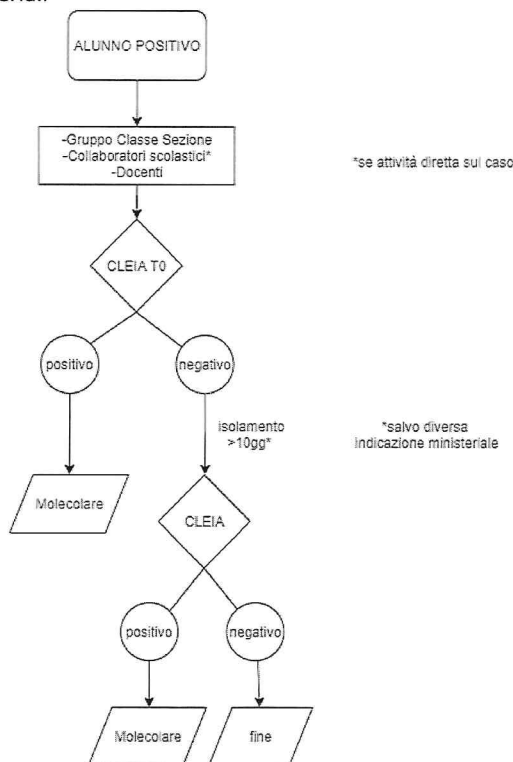 ALUNNO POSITIVO
-Gruppo Classe Sezione
-Collaboratori scolastici*
-Docenti
*se attività diretta sul caso
CLEIA T0
positivo
negativo
isolamento
>10gg*
*salvo diversa
indicazione ministeriale
Molecolare
CLEIA
positivo
negativo
Molecolare
fine